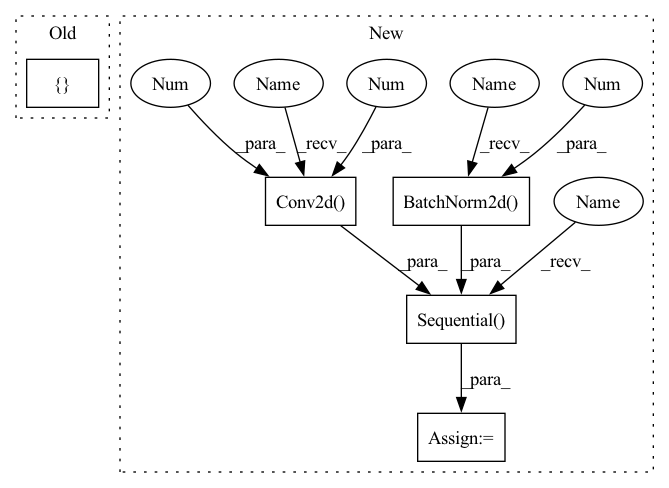 Old
New
{}
Num
Name
Num
Name
Num
_para_
_recv_
_para_
_recv_
_para_
Conv2d()
BatchNorm2d()
Name
_para_
_para_
_recv_
Sequential()
_para_
Assign:=